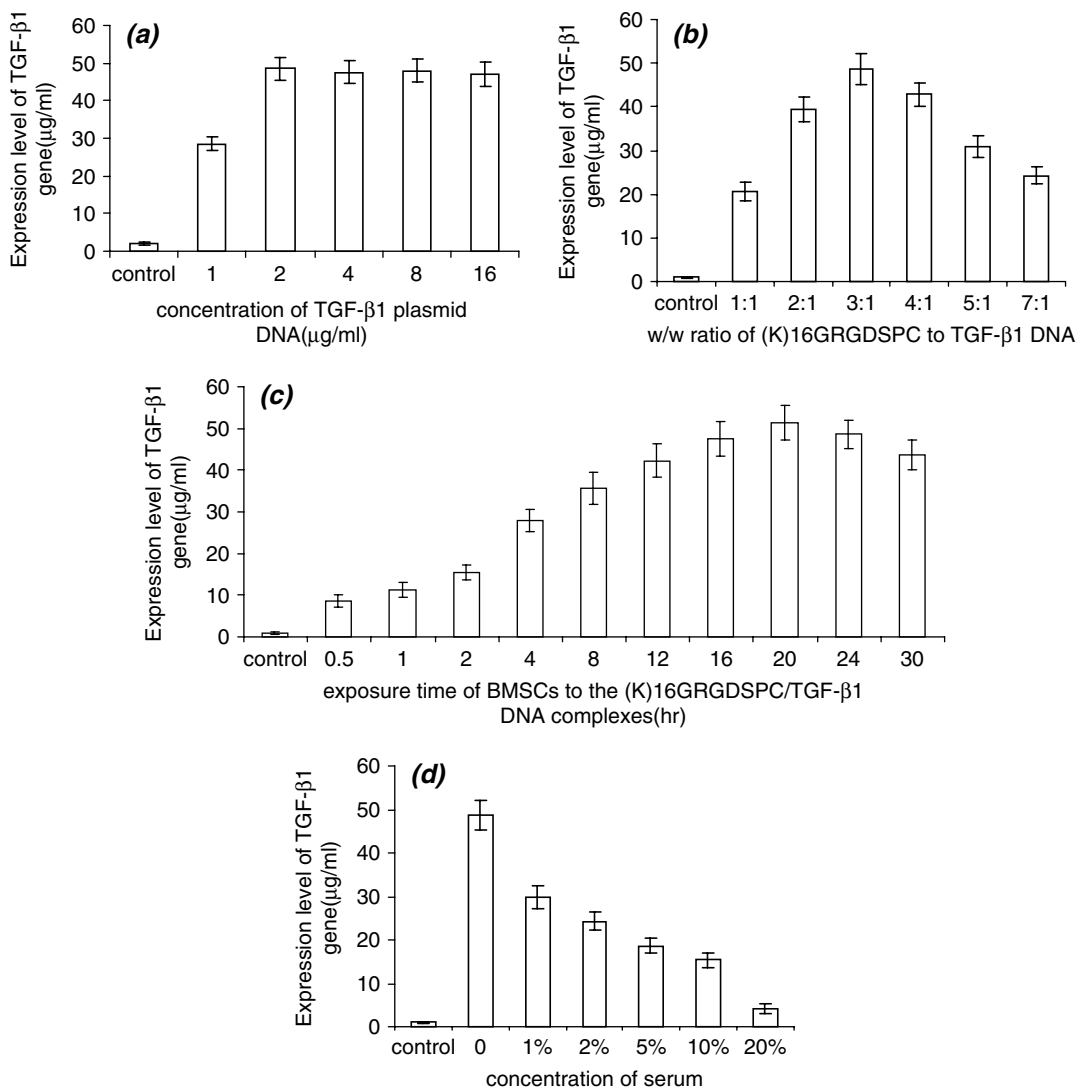 (a)
Expression level of TGF-β1
gene(μg/ml)
60
50
40
30
20
10
0
control 1 2 4 8 16
concentration of TGF-β1 plasmid
DNA(μg/ml)
(b)
Expression level of TGF-β1
gene(μg/ml)
60
50
40
30
20
10
0
control 1:1 2:1 3:1 4:1 5:1 7:1
w/w ratio of (K)16GRGDSPC to TGF-β1 DNA
(c)
Expression level of TGF-β1
gene(μg/ml)
60
50
40
30
20
10
0
control 0.5 1 2 4 8 12 16 20 24 30
exposure time of BMSCs to the (K)16GRGDSPC/TGF-β1
DNA complexes(hr)
(d)
Expression level of TGF-β1
gene(μg/ml)
60
50
40
30
20
10
0
control 0 1% 2% 5% 10% 20%
concentration of serum